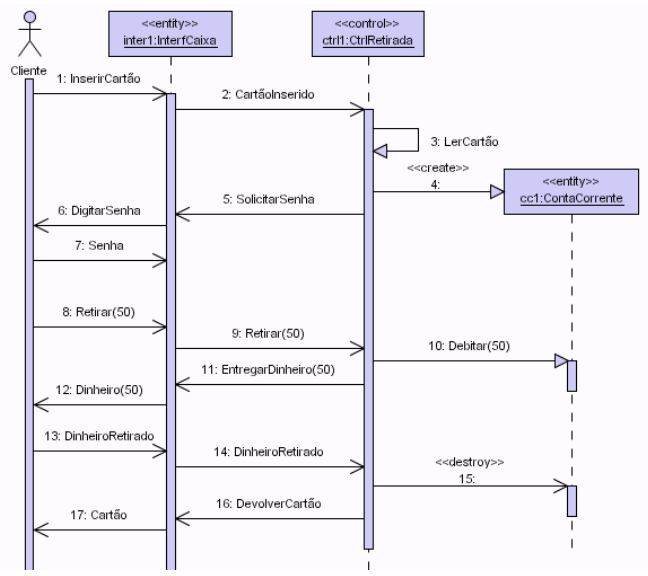 <<entity>>
inter1:InterfCaixa
<<control>>
ctrl1:CtrlRetirada
Cliente
1: InserirCartão
2: CartãoInserido
3: LerCartão
<<create>>
4:
<<entity>>
cc1:ContaCorrente
5: SolicitarSenha
6: DigitarSenha
7: Senha
8: Retirar(50)
9: Retirar(50)
10: Debitar(50)
11: EntregarDinheiro(50)
12: Dinheiro(50)
13: DinheiroRetirado
14: DinheiroRetirado
<<destroy>>
15:
16: DevolverCartão
17: Cartão